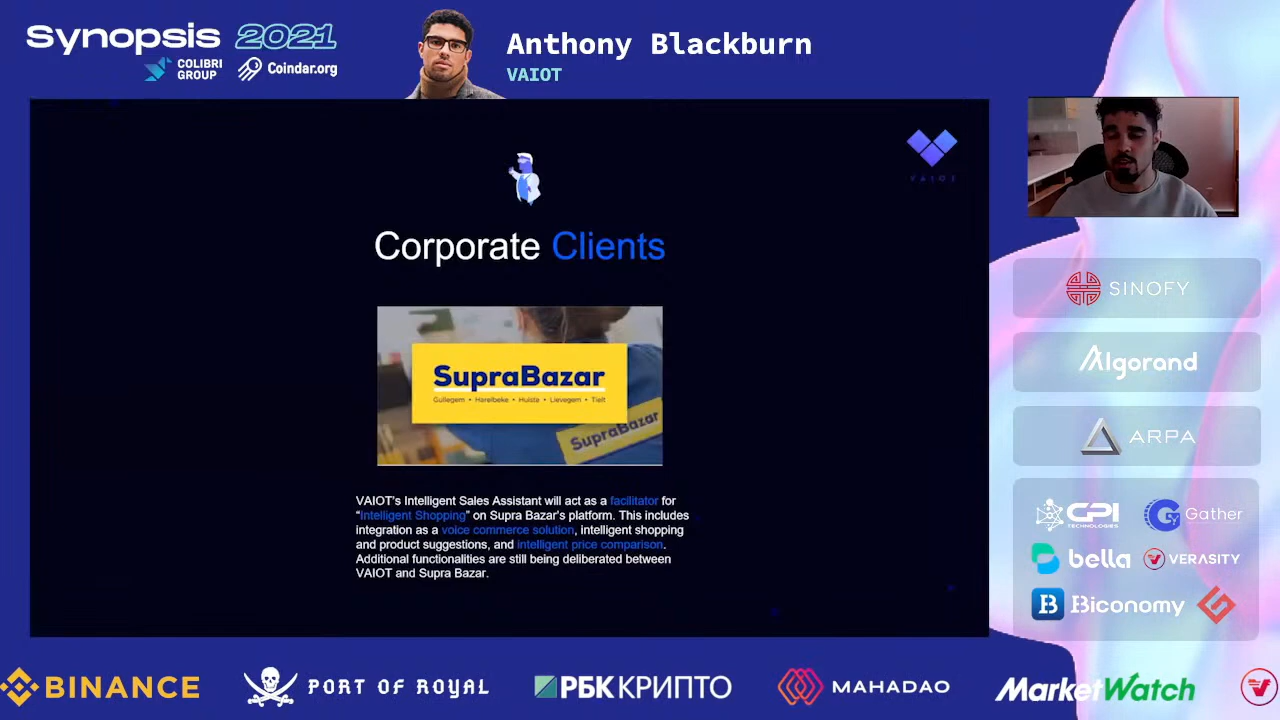 Synopsis 2021
COLIBRI
GROUP
Coindar.org
Anthony Blackburn
VAIOT
VAIOT
Corporate Clients
SupraBazar
Gullegem • Harelbeke • Huiste • Lievegem • Tielt
SupraBazar
VAIOT's Intelligent Sales Assistant will act as a facilitator for
“Intelligent Shopping” on Supra Bazar's platform. This includes
integration as a voice commerce solution, intelligent shopping
and product suggestions, and intelligent price comparison.
Additional functionalities are still being deliberated between
VAIOT and Supra Bazar.
SINOFY
Algorand
ARPA
CPI
TECHNOLOGIES
Gather
bella
VERASITY
Biconomy
BINANCE
PORT OF ROYAL
РБК КРИПТО
MAHADAO
MarketWatch